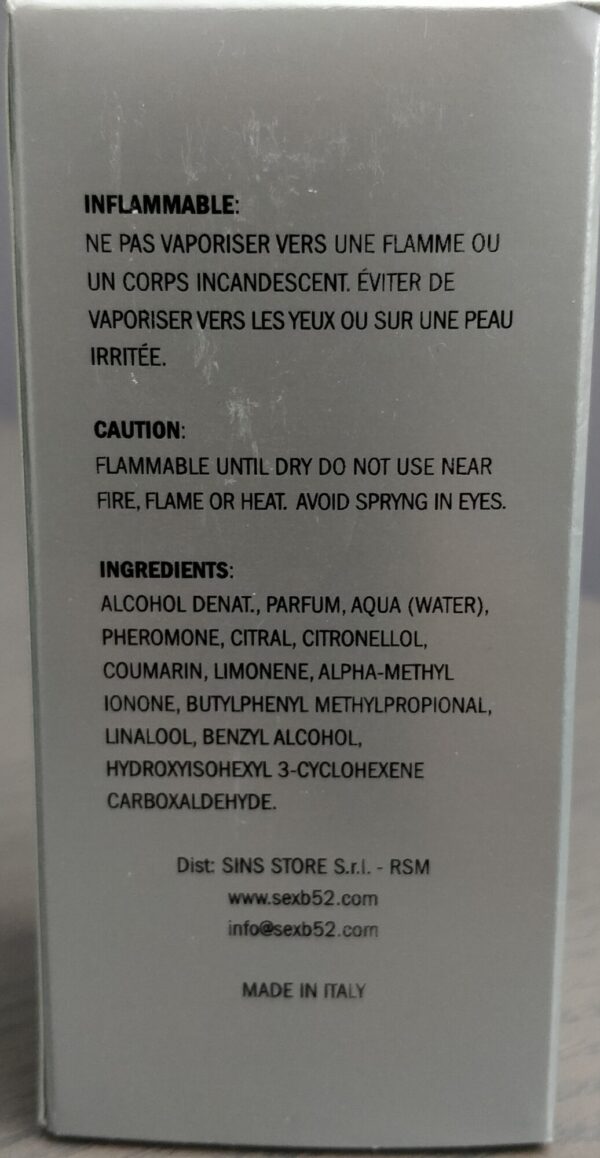 INFLAMMABLE:
NE PAS VAPORISER VERS UNE FLAMME OU
UN CORPS INCANDESCENT. ÉVITER DE
VAPORISER VERS LES YEUX OU SUR UNE PEAU
IRRITÉE.
CAUTION:
FLAMMABLE UNTIL DRY DO NOT USE NEAR
FIRE, FLAME OR HEAT. AVOID SPRYNG IN EYES.
INGREDIENTS:
ALCOHOL DENAT., PARFUM, AQUA (WATER),
PHEROMONE, CITRAL, CITRONELLOL,
COUMARIN, LIMONENE, ALPHA-METHYL
IONONE, BUTYLPHENYL METHYLPROPIONAL,
LINALOOL, BENZYL ALCOHOL,
HYDROXYISOHEXYL 3-CYCLOHEXENE
CARBOXALDEHYDE.
Dist: SINS STORE S.r.l. - RSM
www.sexb52.com
info@sexb52.com
MADE IN ITALY